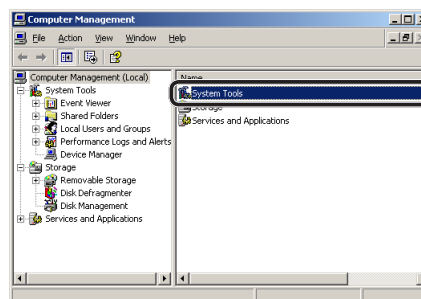 Computer Management
File Action View Window Help
Computer Management (Local)
System Tools
Event Viewer
Shared Folders
Local Users and Groups
Performance Logs and Alerts
Device Manager
Storage
Removable Storage
Disk Defragmenter
Disk Management
Services and Applications
Name
System Tools
Storage
Services and Applications